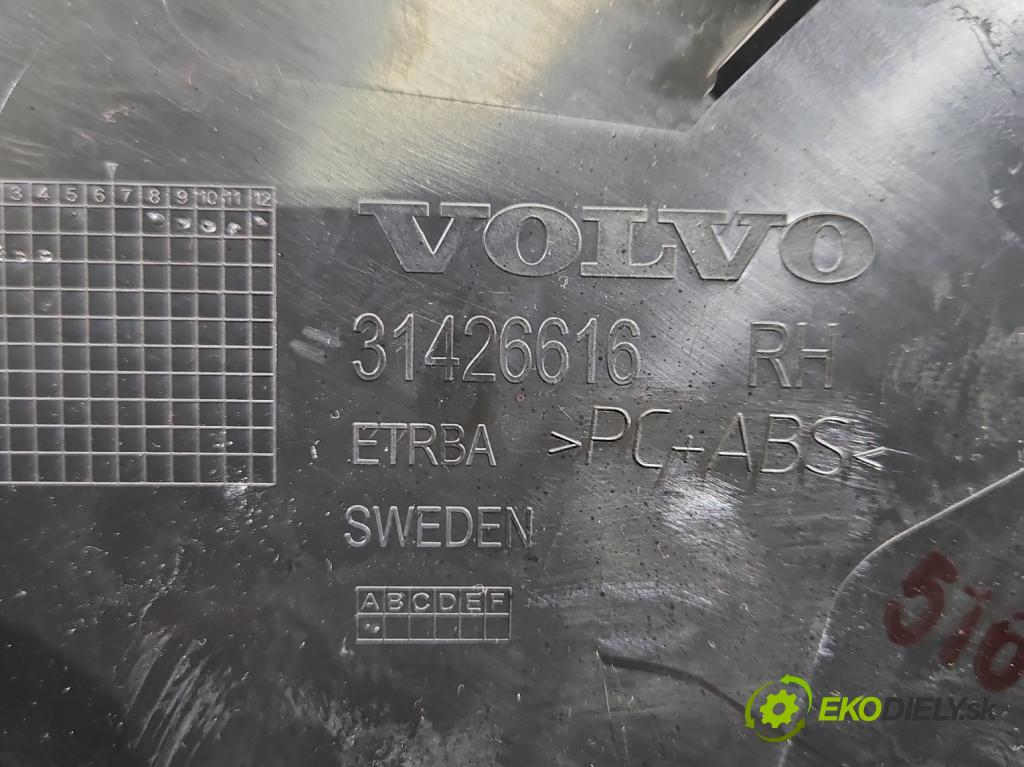 3 4 5 6 7 8 9 10 11 12
VOLVO
31426616 RH
ETRBA >PC+ABS<
SWEDEN
A B C D E F
516
EKODIELY.sk